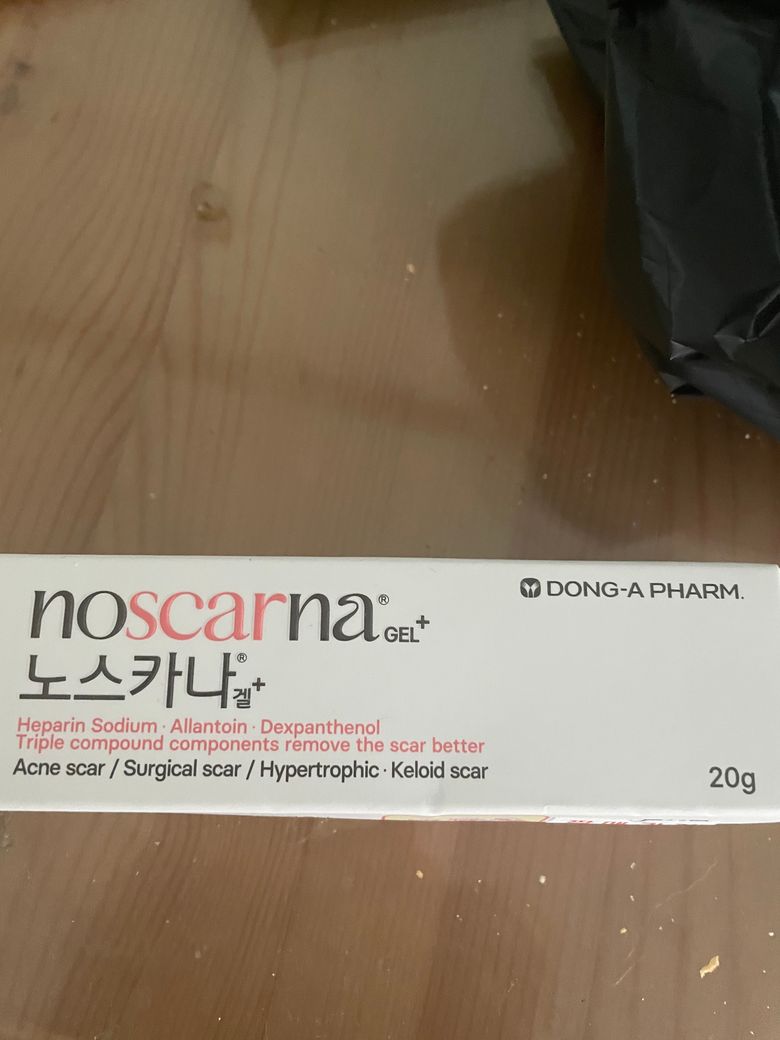 noscarna® GEL+
DONG-A PHARM.
노스카나® 겔+
Heparin Sodium · Allantoin · Dexpanthenol
Triple compound components remove the scar better
Acne scar / Surgical scar / Hypertrophic · Keloid scar
20g